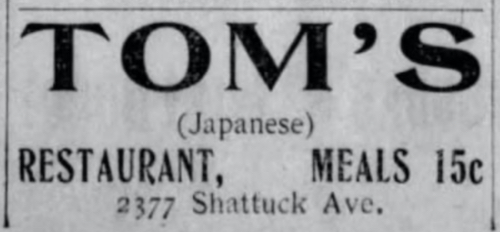 TOM'S
(Japanese)
RESTAURANT, MEALS 15c
2377 Shattuck Ave.